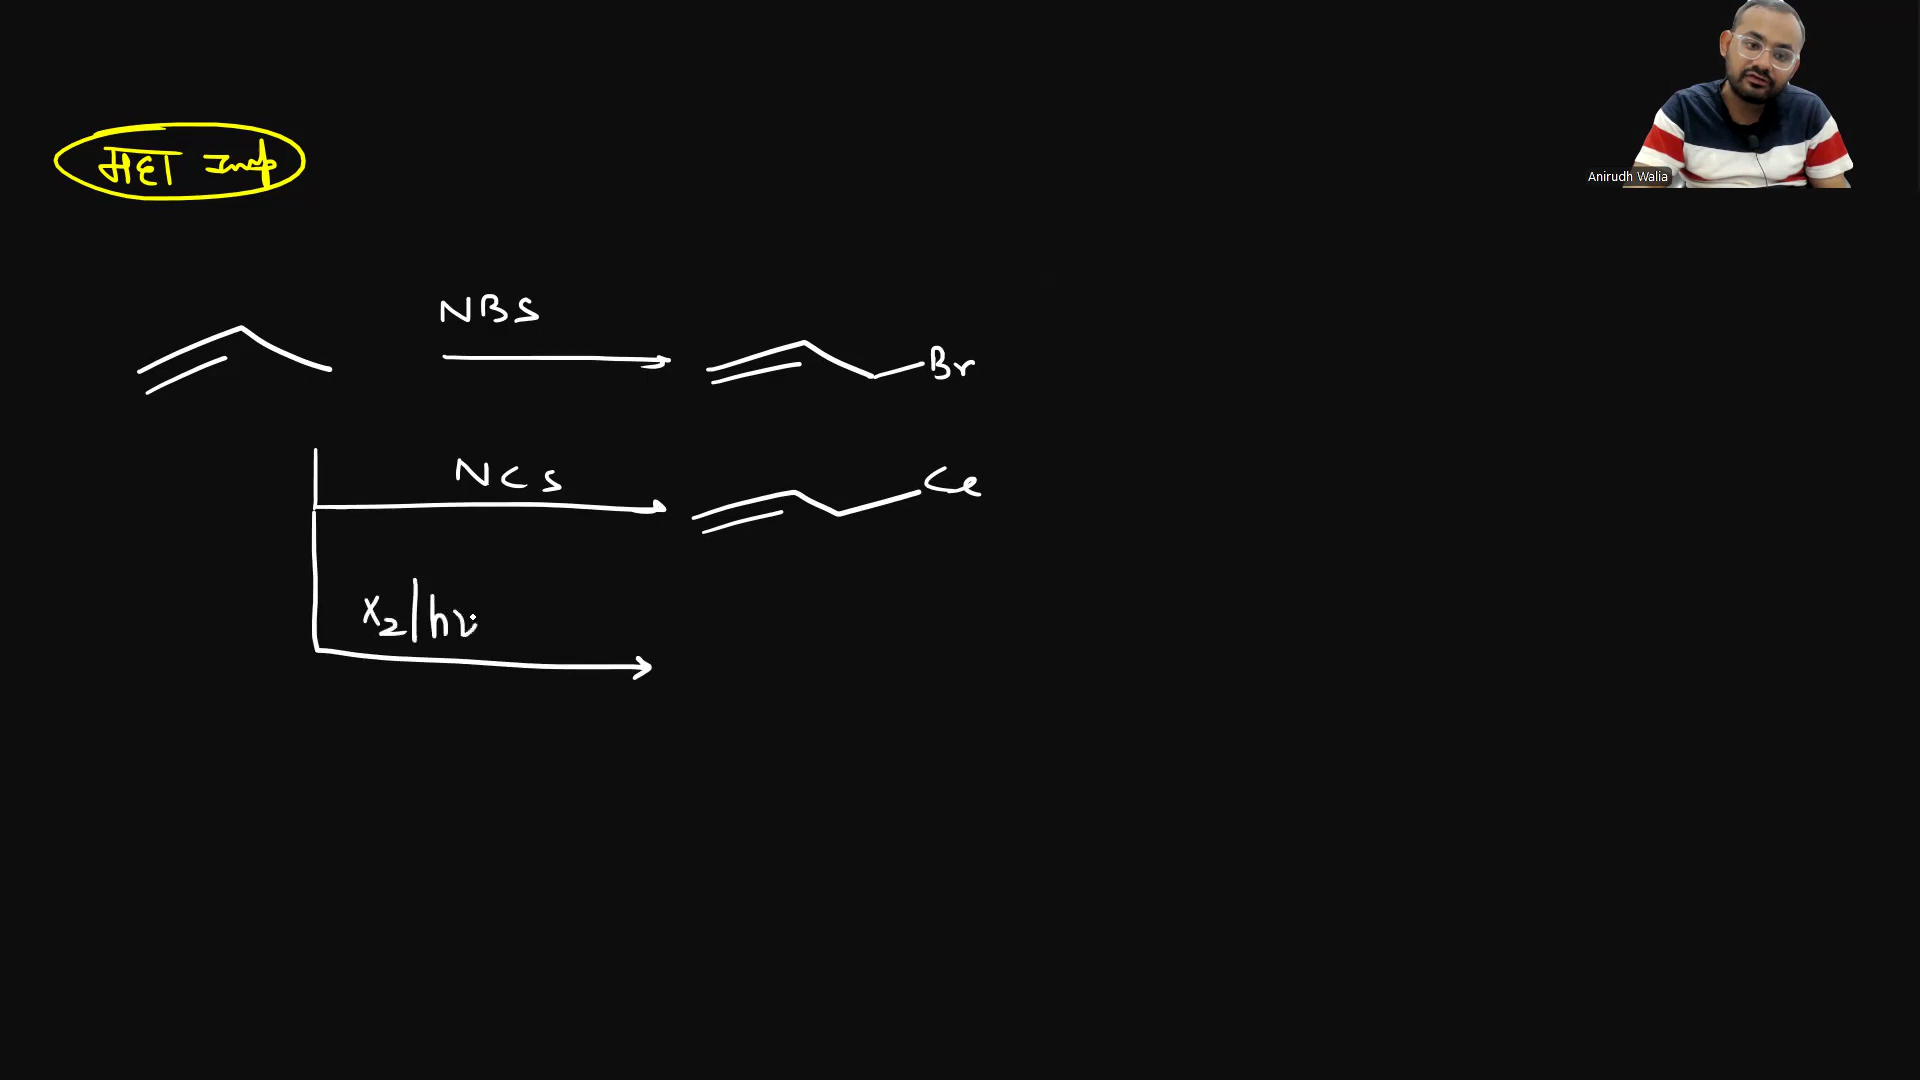 Anirudh Walia
महा Imp
NBS
Br
NCS
Cl
X2/hν